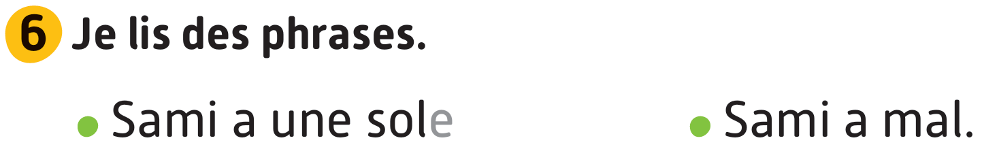 6 Je lis des phrases.
• Sami a une sole • Sami a mal.